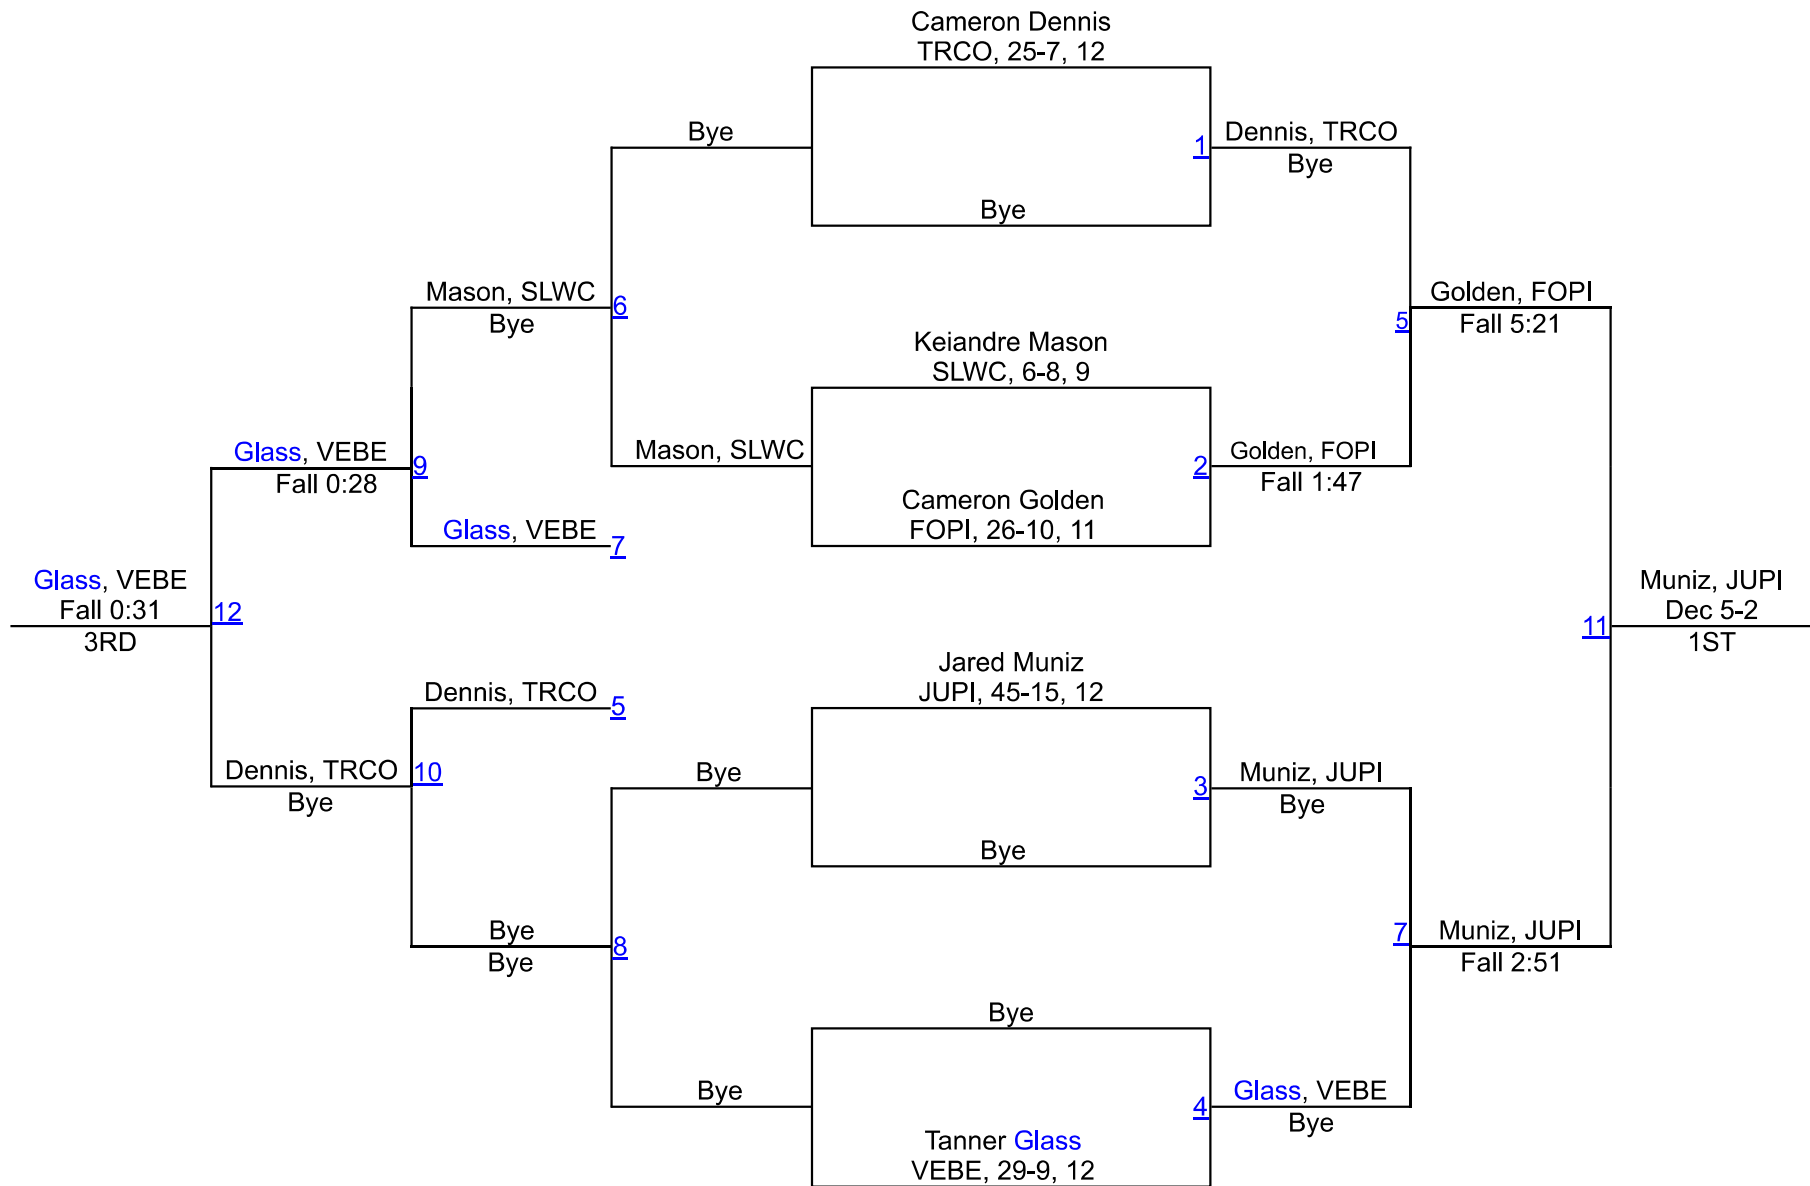 Cameron Dennis
TRCO, 25-7, 12
Bye
1
Dennis, TRCO
Bye
Bye
Mason, SLWC
Bye
6
Golden, FOPI
Fall 5:21
5
Keiandre Mason
SLWC, 6-8, 9
Glass, VEBE
Fall 0:28
9
Mason, SLWC
2
Golden, FOPI
Fall 1:47
Cameron Golden
FOPI, 26-10, 11
Glass, VEBE
7
Glass, VEBE
Fall 0:31
3RD
12
Muniz, JUPI
Dec 5-2
1ST
11
Jared Muniz
JUPI, 45-15, 12
Dennis, TRCO
5
Dennis, TRCO
Bye
10
Bye
3
Muniz, JUPI
Bye
Bye
Bye
Bye
8
7
Muniz, JUPI
Fall 2:51
Bye
Bye
4
Glass, VEBE
Bye
Tanner Glass
VEBE, 29-9, 12